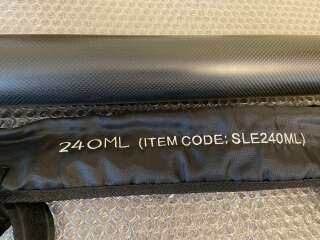 240ML (ITEM CODE: SLE240ML)